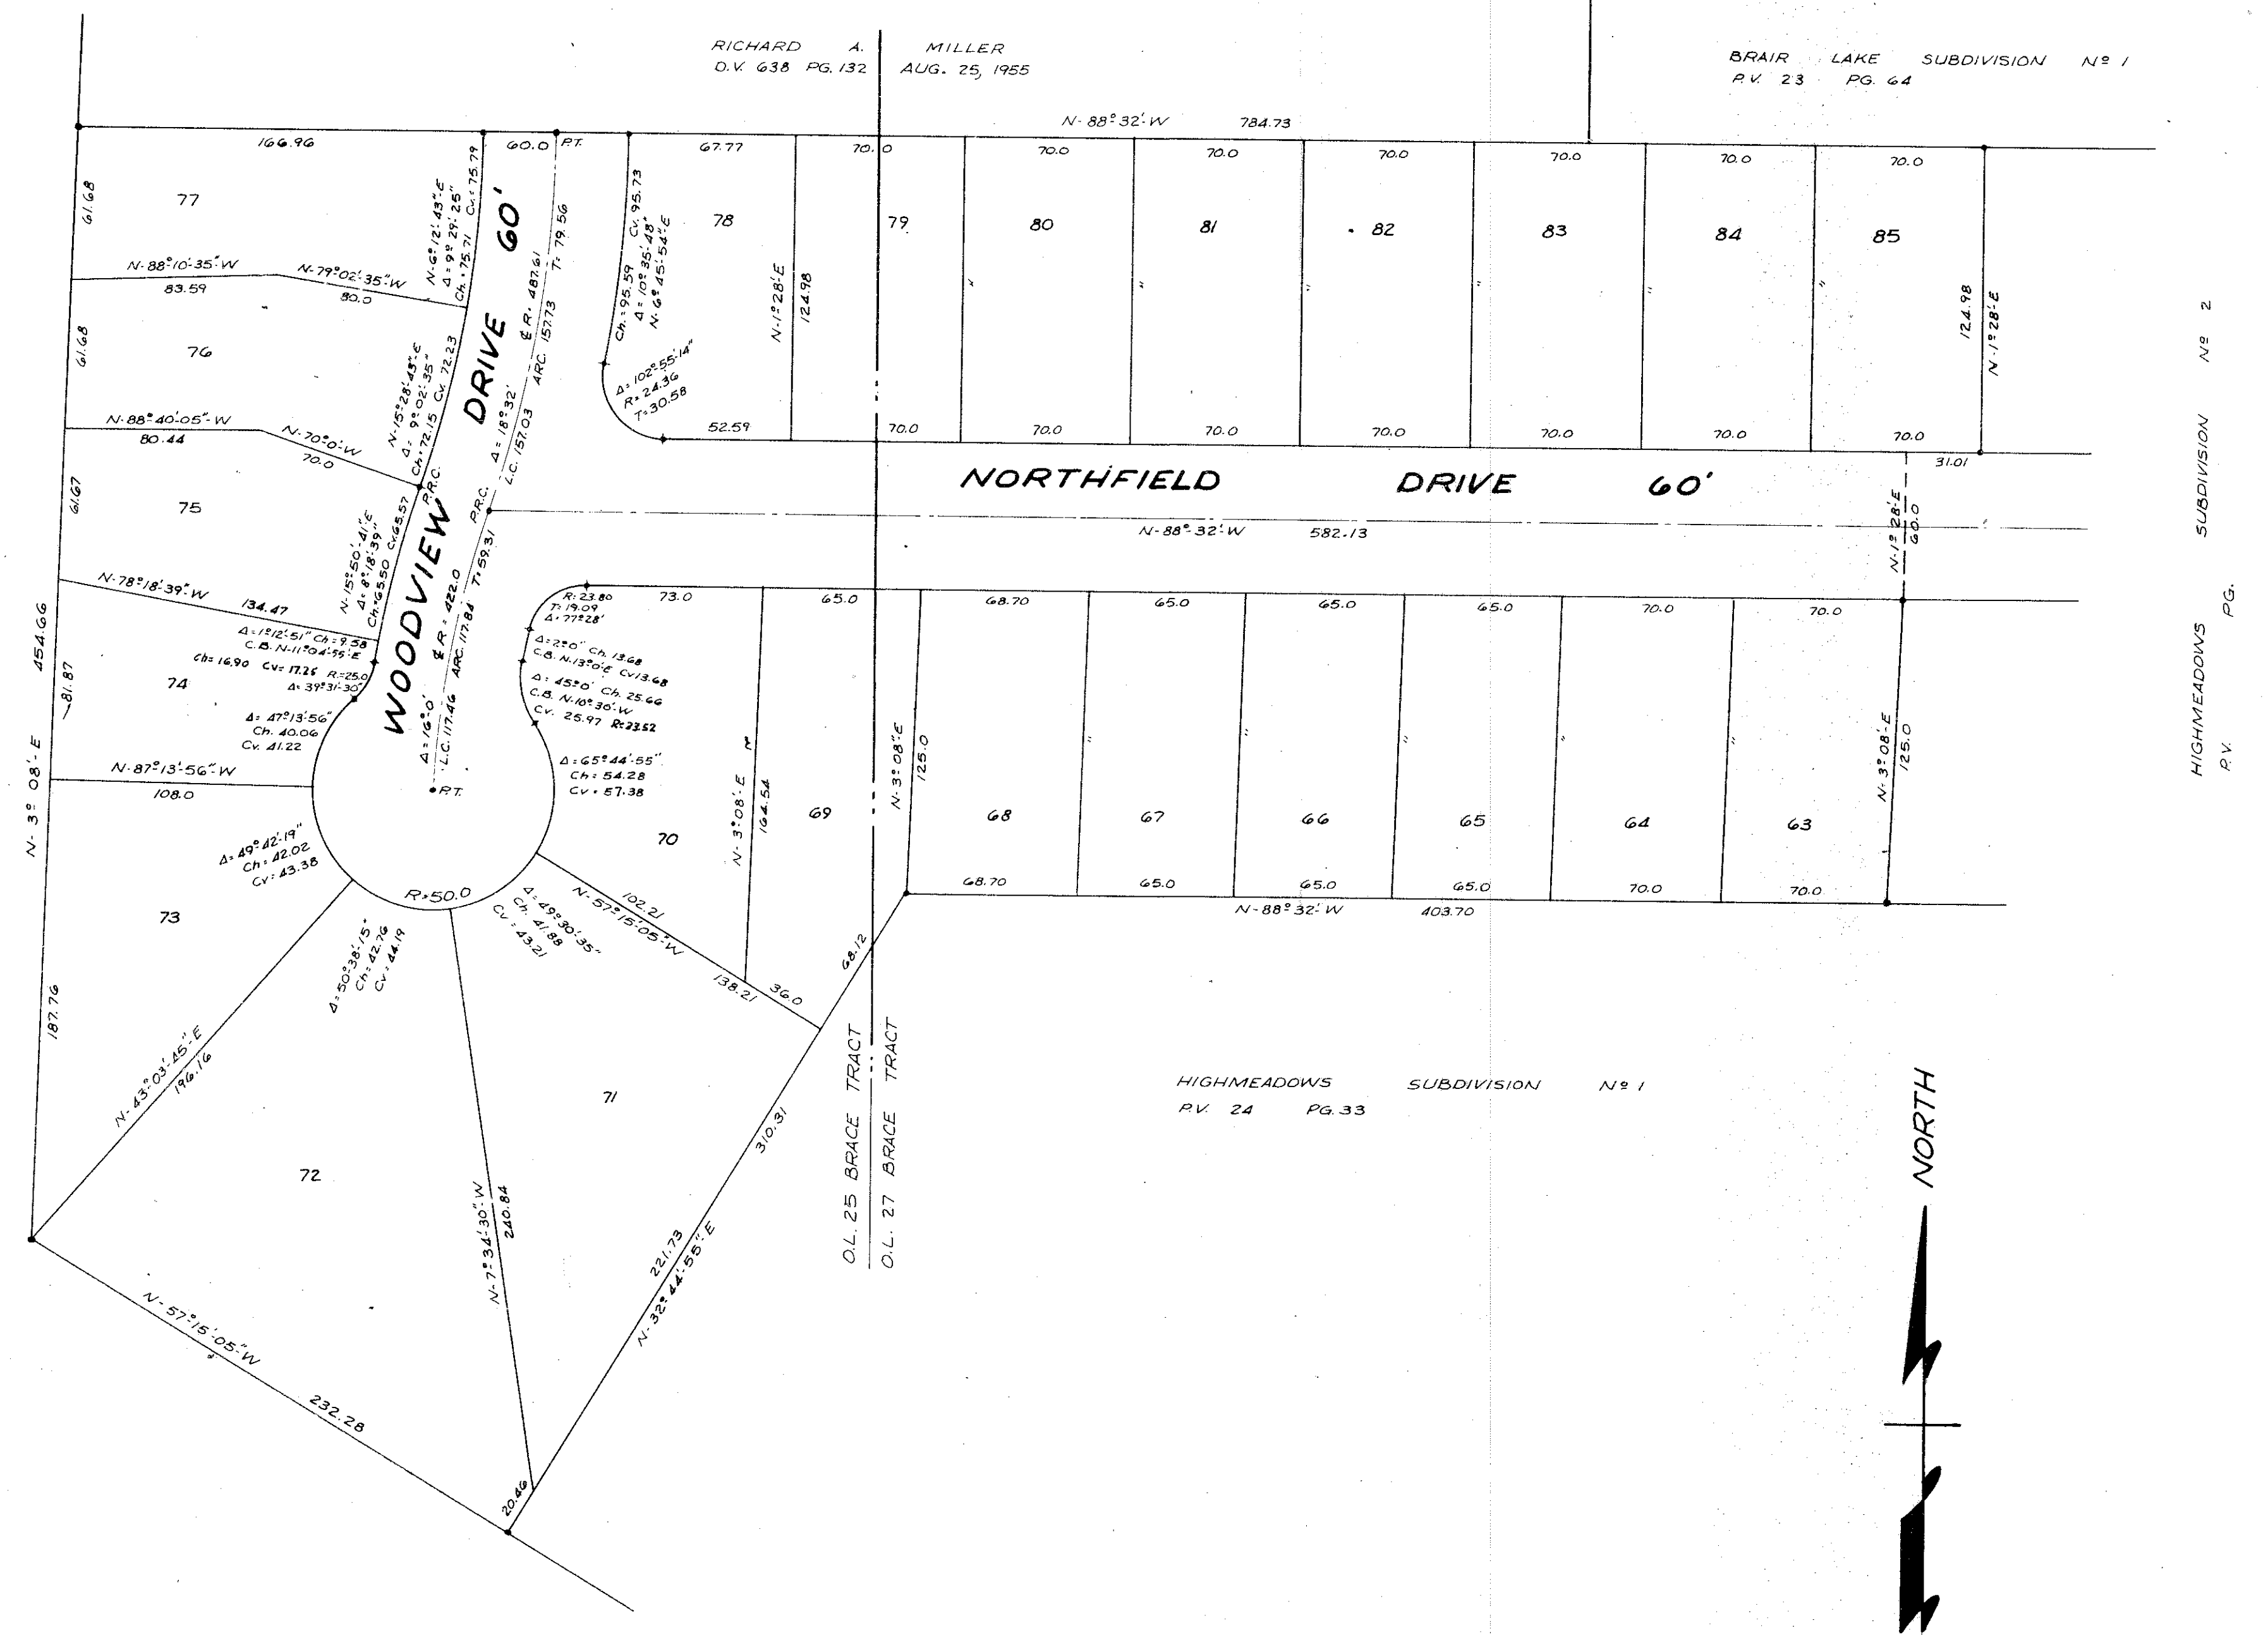 RICHARD A. MILLER
D.V. 638 PG. 132 AUG. 25, 1955
BRAIR LAKE SUBDIVISION Nº 1
P.V. 23 PG. 64
N-88°32'-W 784.73
166.96
60.0 P.T.
67.77
70.0
70.0
70.0
70.0
70.0
70.0
70.0
77
61.68
N-6°12'-43"-E
Δ = 9°29'-25"
Ch. = 75.71 Cv. = 75.79
N-88°-10'-35"-W
83.59
N-79°02'-35"-W
80.0
61.68
76
N-15°-28'-43"-E
Δ = 9°-02'-35"
Ch. = 72.15 Cv. 72.23
N-88°-40'-05"-W
80.44
N-70°0'-W
70.0
P.R.C.
61.67
75
N-15°-50'-41"-E
Δ = 8°-18'-39"
Ch. = 65.50 Cv. 65.57
N-78°18'-39"-W
134.47
WOODVIEW DRIVE 60'
℄ R. = 487.61
ARC. 157.73 T = 79.56
Δ = 18°32'
L.C. 157.03
P.R.C.
℄ R. = 422.0
ARC. 117.84 T = 59.31
Δ = 16°0'
L.C. 117.46
P.T.
Ch. = 95.59 Cv. 95.73
Δ = 10°35'-48"
N-6°45'-54"-E
78
Δ = 102°-55'-14"
R = 24.36
T = 30.58
52.59
N-1°28'-E
124.98
79
80
81
82
83
84
85
"
"
"
"
"
"
124.98
N-1°28'-E
70.0
70.0
70.0
70.0
70.0
70.0
70.0
31.01
NORTHFIELD DRIVE 60'
N-88°-32'-W 582.13
N-1°28'-E
60.0
Δ = 1°12'-51" Ch = 9.58
C.B. N-11°04'-55"-E
Ch = 16.90 Cv = 17.25 R = 25.0
Δ = 39°31'-30"
74
N-3°08'-E 454.66
81.87
Δ = 47°13'-56"
Ch. 40.06
Cv. 41.22
N-87°13'-56"-W
108.0
R = 23.80
T = 19.09
Δ = 77°28'
73.0
65.0
68.70
65.0
65.0
65.0
70.0
70.0
Δ = 2°0' Ch. 13.68
C.B. N-13°0'-E Cv 13.68
Δ = 45°0' Ch. 25.66
C.B. N-10°30'-W
Cv. 25.97 R = 33.52
Δ = 65°44'-55"
Ch = 54.28
Cv = 57.38
N-3°08'-E
164.54
70
69
N-3°08'-E
125.0
68
67
66
65
64
63
"
"
"
"
"
N-3°08'-E
125.0
Δ = 49°42'-19"
Ch = 42.02
Cv = 43.38
73
187.76
R = 50.0
102.21
N-57°15'-05"-W
138.21 36.0
Δ = 49°30'-35"
Ch. 41.88
Cv = 43.21
Δ = 50°38'-15"
Ch = 42.76
Cv = 44.19
68.70
65.0
65.0
65.0
70.0
70.0
N-88°32'-W 403.70
68.12
N-43°-03'-45"-E
196.16
72
71
310.31
N-7°34'-30"-W
240.84
221.73
N-32°-44'-55"-E
N-57°15'-05"-W
232.28
20.46
O.L. 25 BRACE TRACT
O.L. 27 BRACE TRACT
HIGHMEADOWS SUBDIVISION Nº 1
P.V. 24 PG. 33
HIGHMEADOWS SUBDIVISION Nº 2
P.V. PG.
NORTH